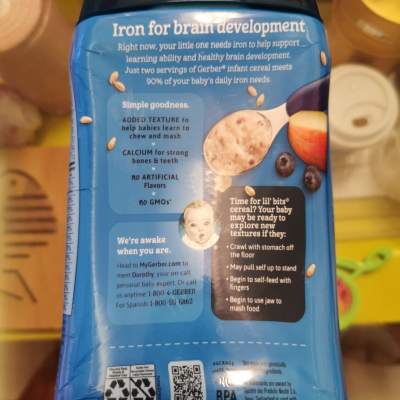 Iron for brain development
Right now, your little one needs iron to help support
learning ability and healthy brain development.
Just two servings of Gerber® infant cereal meets
90% of your baby's daily iron needs.
Simple goodness.
ADDED TEXTURE to
help babies learn to
chew and mash
CALCIUM for strong
bones & teeth
NO ARTIFICIAL
Flavors
NO GMOs
We're awake
when you are.
Head to MyGerber.com to
meet Dorothy, your on-call
personal baby expert. Or call
us anytime: 1-800-4-GERBER
For Spanish: 1-800-
Time for lil' bits®
cereal? Your baby
may be ready to
explore new
textures if they:
• Crawl with stomach off
the floor
• May pull self up to stand
• Begin to self-feed with
fingers
• Begin to use jaw to
mash food
PACKAGE
BPA